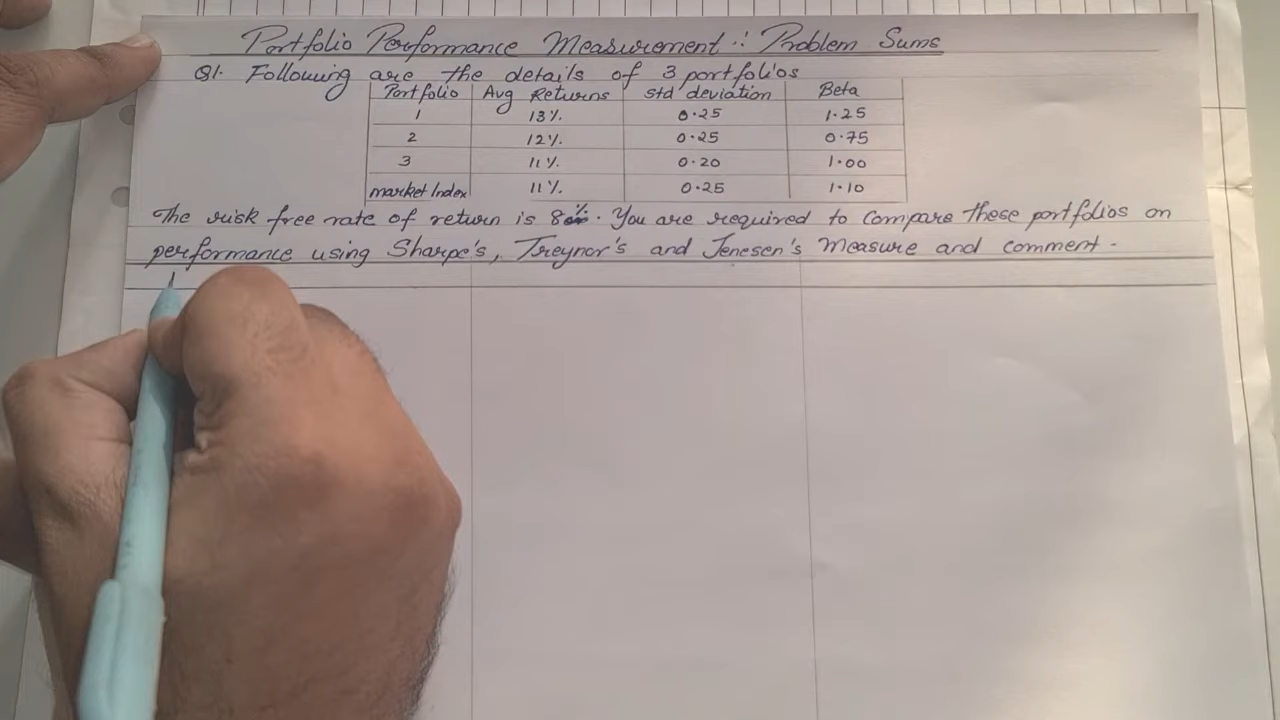 Portfolio Performance Measurement :: Problem Sums
Q1. Following are the details of 3 portfolios
Portfolio Avg Returns std deviation Beta
1 13% 0.25 1.25
2 12% 0.25 0.75
3 11% 0.20 1.00
market Index 11% 0.25 1.10
The risk free rate of return is 8%. You are required to compare these portfolios on
performance using Sharpe's, Treynor's and Jenesen's Measure and comment.